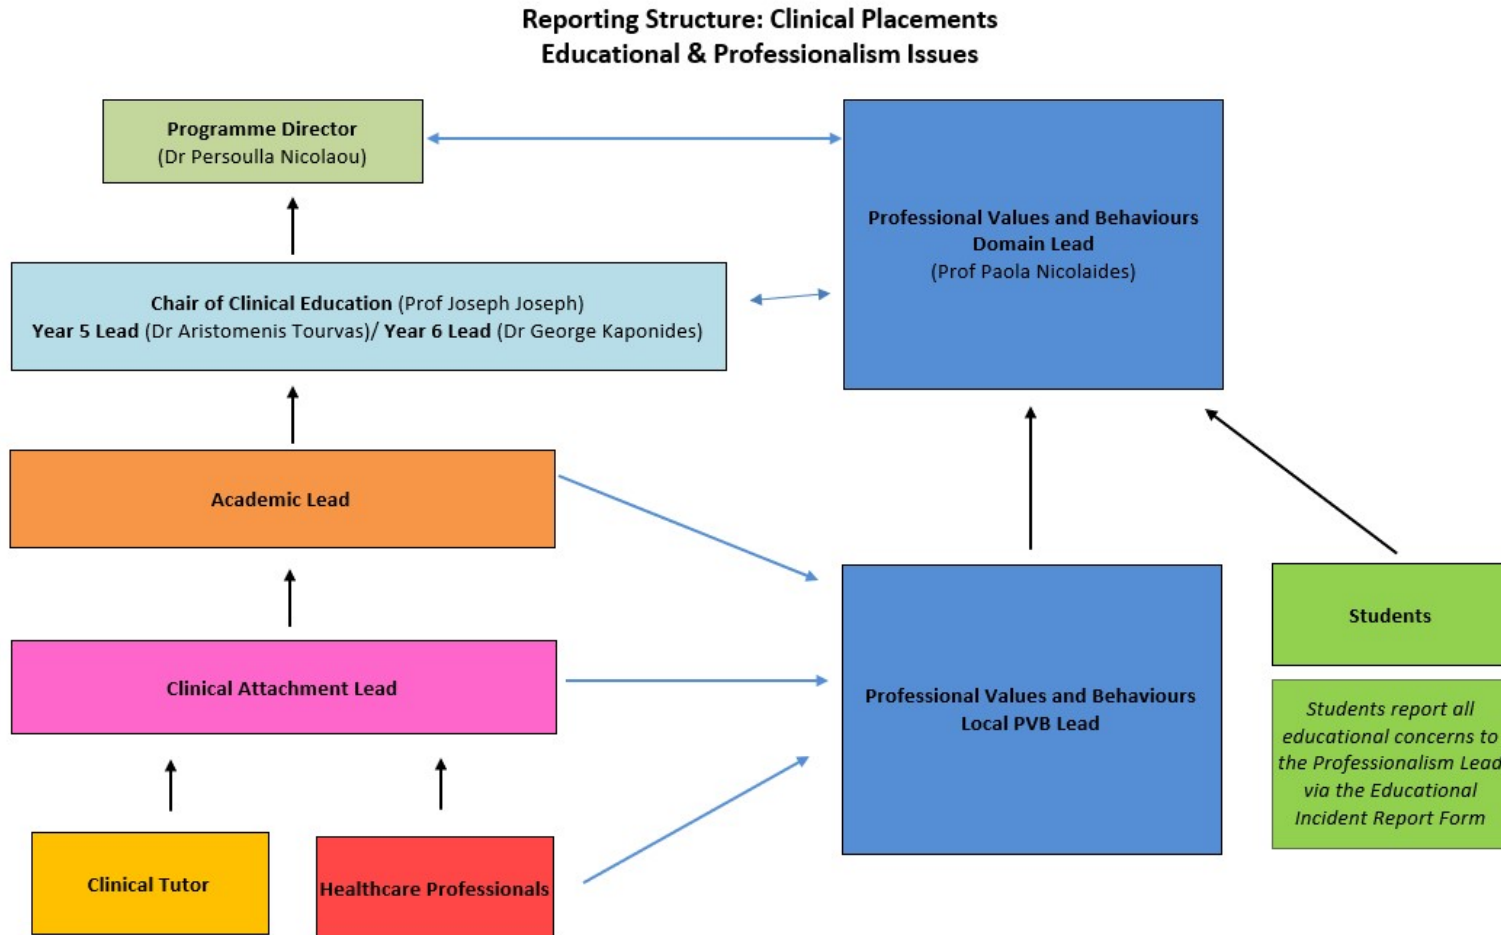 Reporting Structure: Clinical Placements
Educational & Professionalism Issues
Programme Director
(Dr Persoulla Nicolaou)
Professional Values and Behaviours
Domain Lead
(Prof Paola Nicolaides)
Chair of Clinical Education (Prof Joseph Joseph)
Year 5 Lead (Dr Aristomenis Tourvas)/ Year 6 Lead (Dr George Kaponides)
Academic Lead
Clinical Attachment Lead
Professional Values and Behaviours
Local PVB Lead
Students
Students report all
educational concerns to
the Professionalism Lead
via the Educational
Incident Report Form
Clinical Tutor
Healthcare Professionals